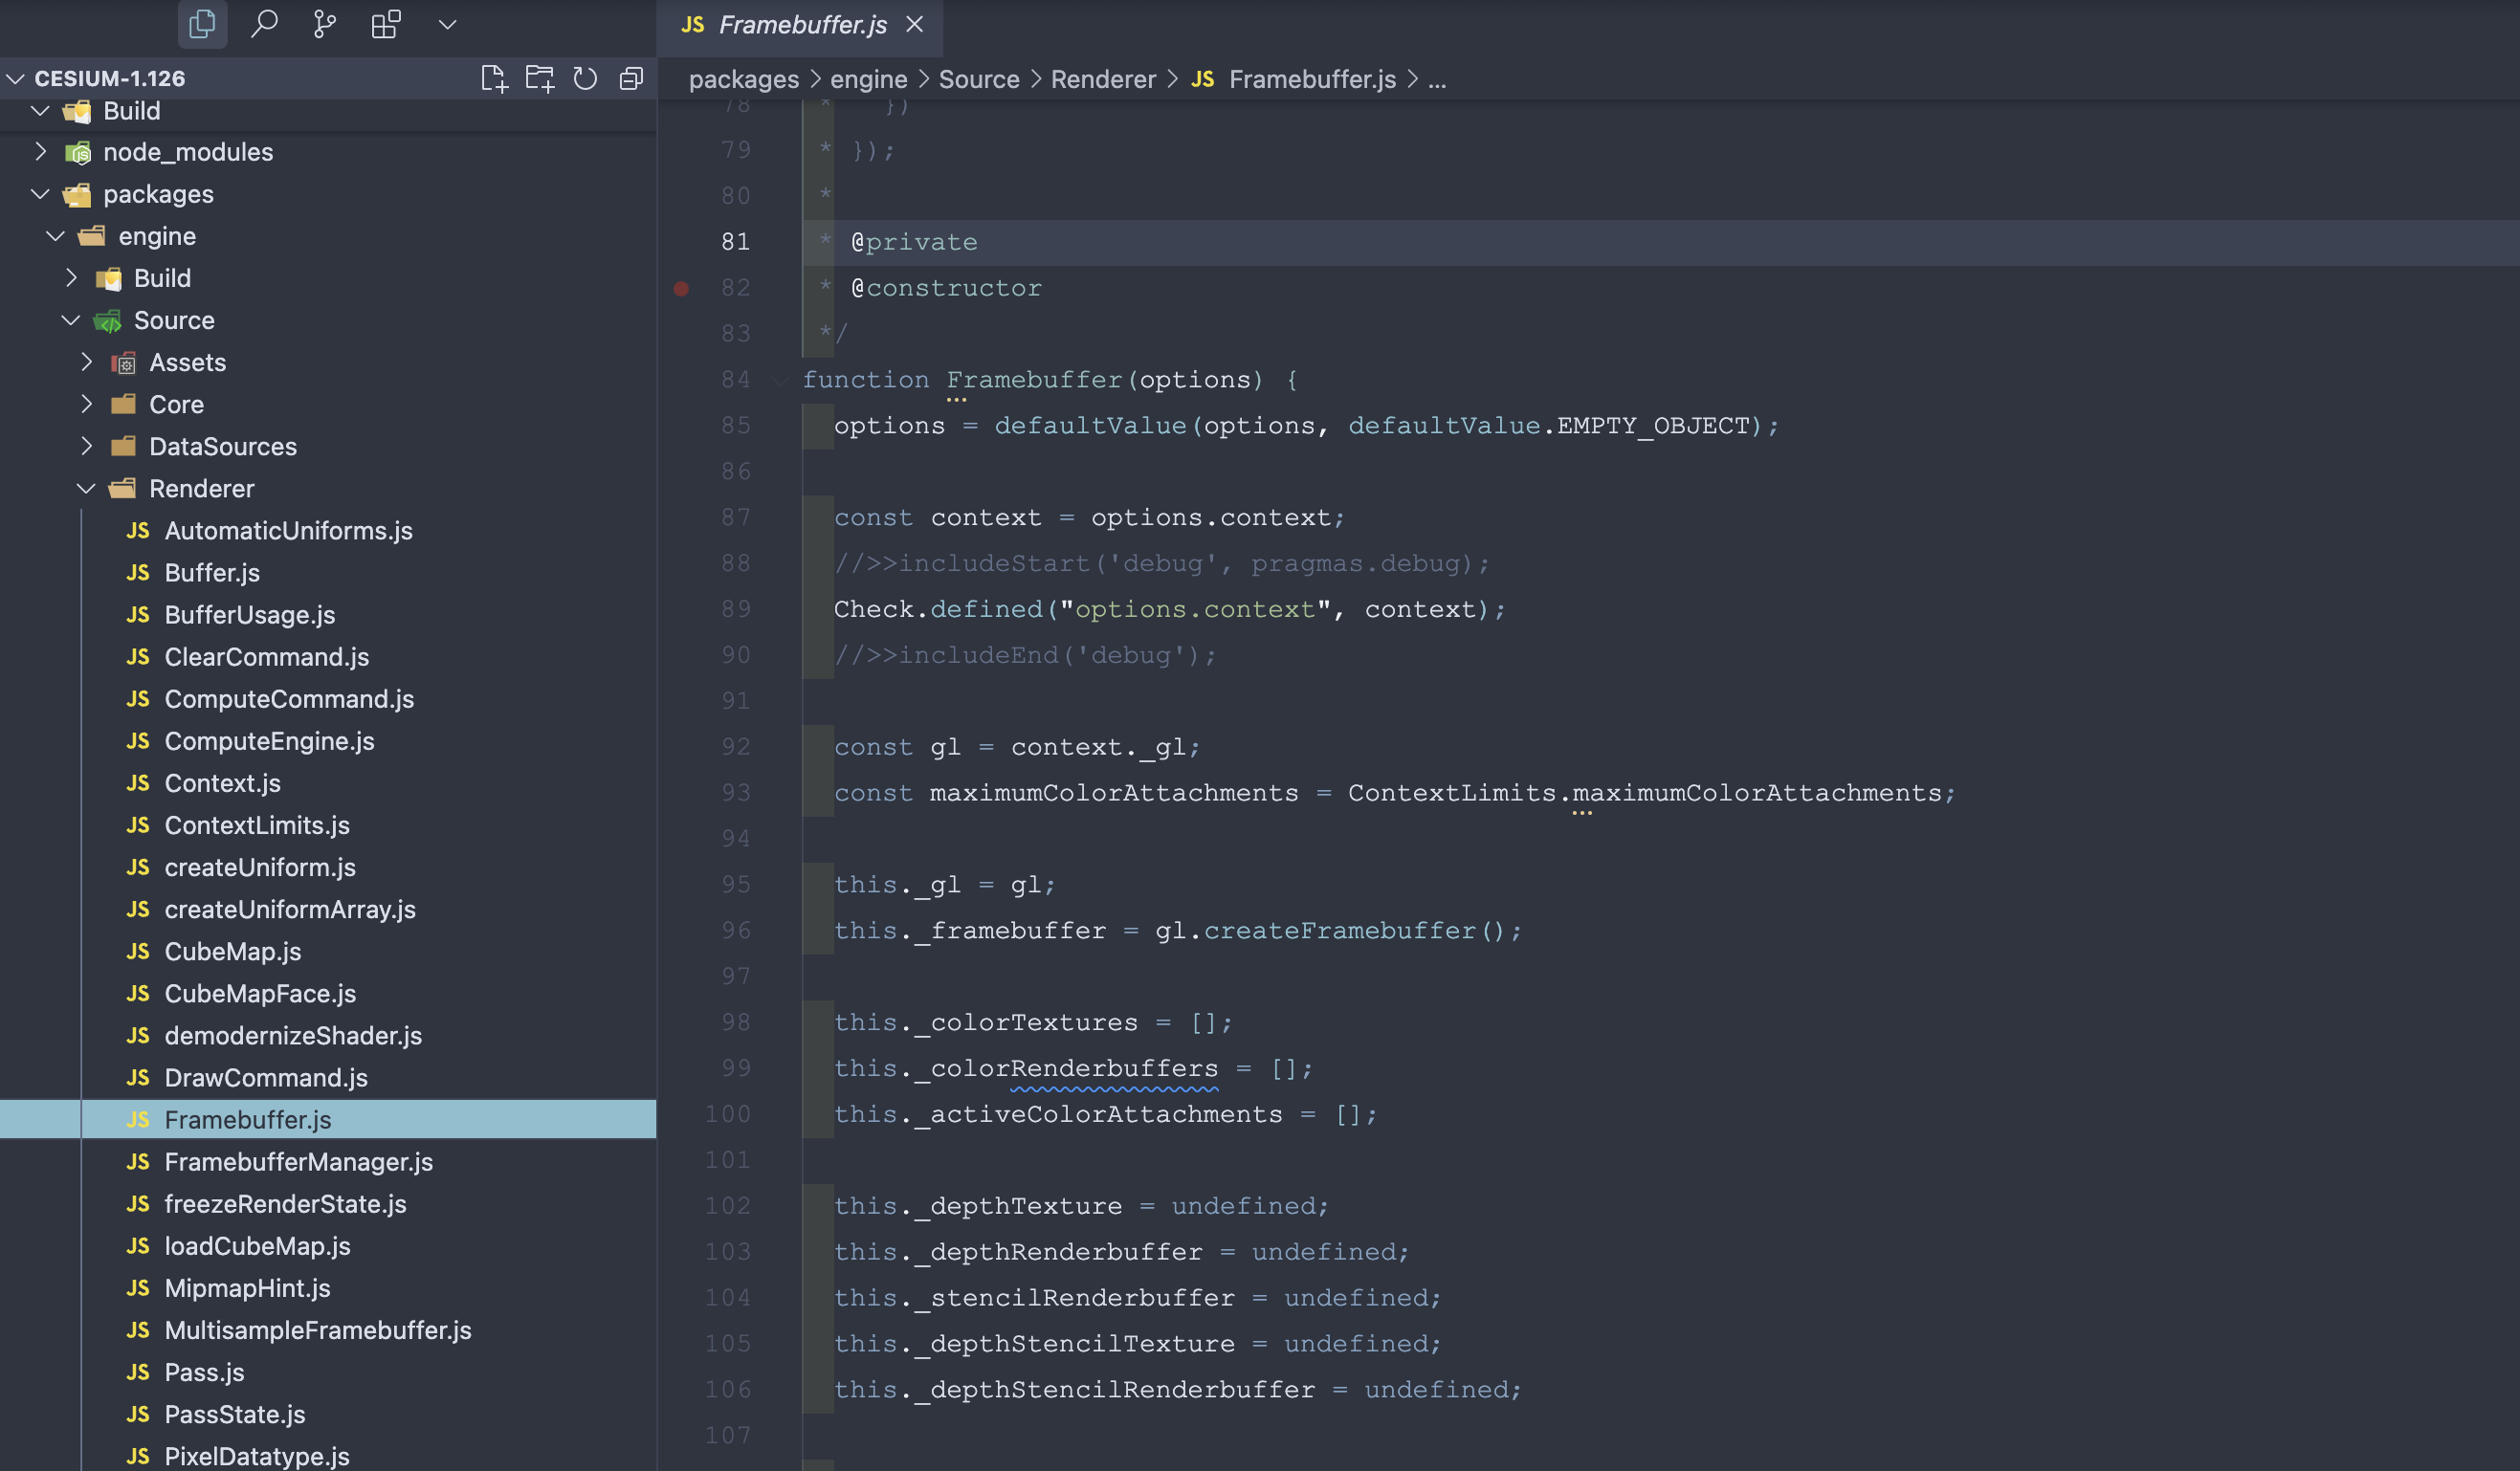 CESIUM-1.126
Build
node_modules
packages
engine
Build
Source
Assets
Core
DataSources
Renderer
JS AutomaticUniforms.js
JS Buffer.js
JS BufferUsage.js
JS ClearCommand.js
JS ComputeCommand.js
JS ComputeEngine.js
JS Context.js
JS ContextLimits.js
JS createUniform.js
JS createUniformArray.js
JS CubeMap.js
JS CubeMapFace.js
JS demodernizeShader.js
JS DrawCommand.js
JS Framebuffer.js
JS FramebufferManager.js
JS freezeRenderState.js
JS loadCubeMap.js
JS MipmapHint.js
JS MultisampleFramebuffer.js
JS Pass.js
JS PassState.js
JS PixelDatatype.js
JS Framebuffer.js
packages > engine > Source > Renderer > JS Framebuffer.js > ...
78 *   })
79 * });
80 *
81 * @private
82 * @constructor
83 */
84 function Framebuffer(options) {
85   options = defaultValue(options, defaultValue.EMPTY_OBJECT);
86
87   const context = options.context;
88   //>>includeStart('debug', pragmas.debug);
89   Check.defined("options.context", context);
90   //>>includeEnd('debug');
91
92   const gl = context._gl;
93   const maximumColorAttachments = ContextLimits.maximumColorAttachments;
94
95   this._gl = gl;
96   this._framebuffer = gl.createFramebuffer();
97
98   this._colorTextures = [];
99   this._colorRenderbuffers = [];
100   this._activeColorAttachments = [];
101
102   this._depthTexture = undefined;
103   this._depthRenderbuffer = undefined;
104   this._stencilRenderbuffer = undefined;
105   this._depthStencilTexture = undefined;
106   this._depthStencilRenderbuffer = undefined;
107